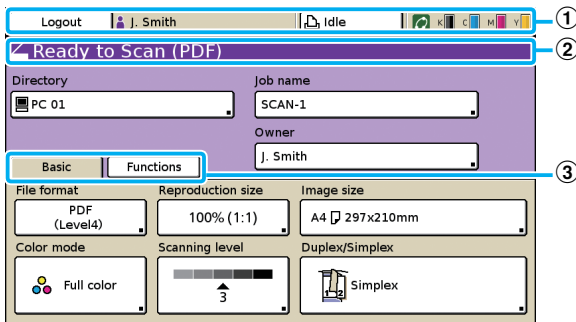 Logout J. Smith Idle K C M Y 1
Ready to Scan (PDF) 2
Directory Job name
PC 01 SCAN-1
Owner
J. Smith
Basic Functions 3
File format Reproduction size Image size
PDF
(Level4) 100% (1:1) A4 297x210mm
Color mode Scanning level Duplex/Simplex
Full color 3 1 2 Simplex